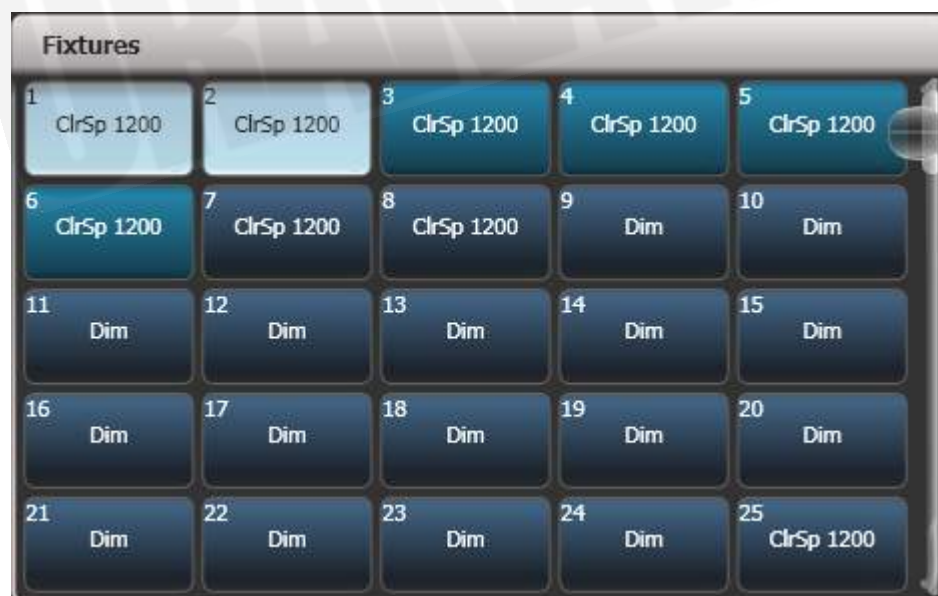 Fixtures
1 ClrSp 1200
2 ClrSp 1200
3 ClrSp 1200
4 ClrSp 1200
5 ClrSp 1200
6 ClrSp 1200
7 ClrSp 1200
8 ClrSp 1200
9 Dim
10 Dim
11 Dim
12 Dim
13 Dim
14 Dim
15 Dim
16 Dim
17 Dim
18 Dim
19 Dim
20 Dim
21 Dim
22 Dim
23 Dim
24 Dim
25 ClrSp 1200